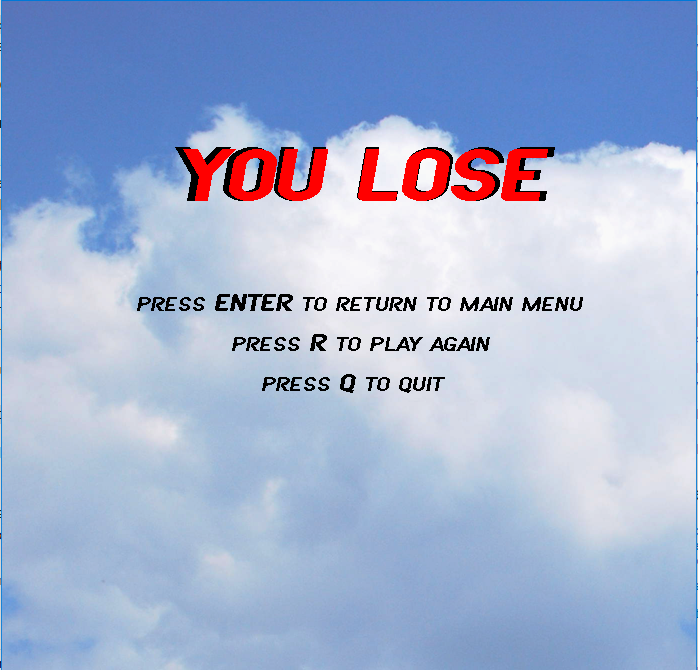 YOU LOSE
PRESS ENTER TO RETURN TO MAIN MENU
PRESS R TO PLAY AGAIN
PRESS Q TO QUIT